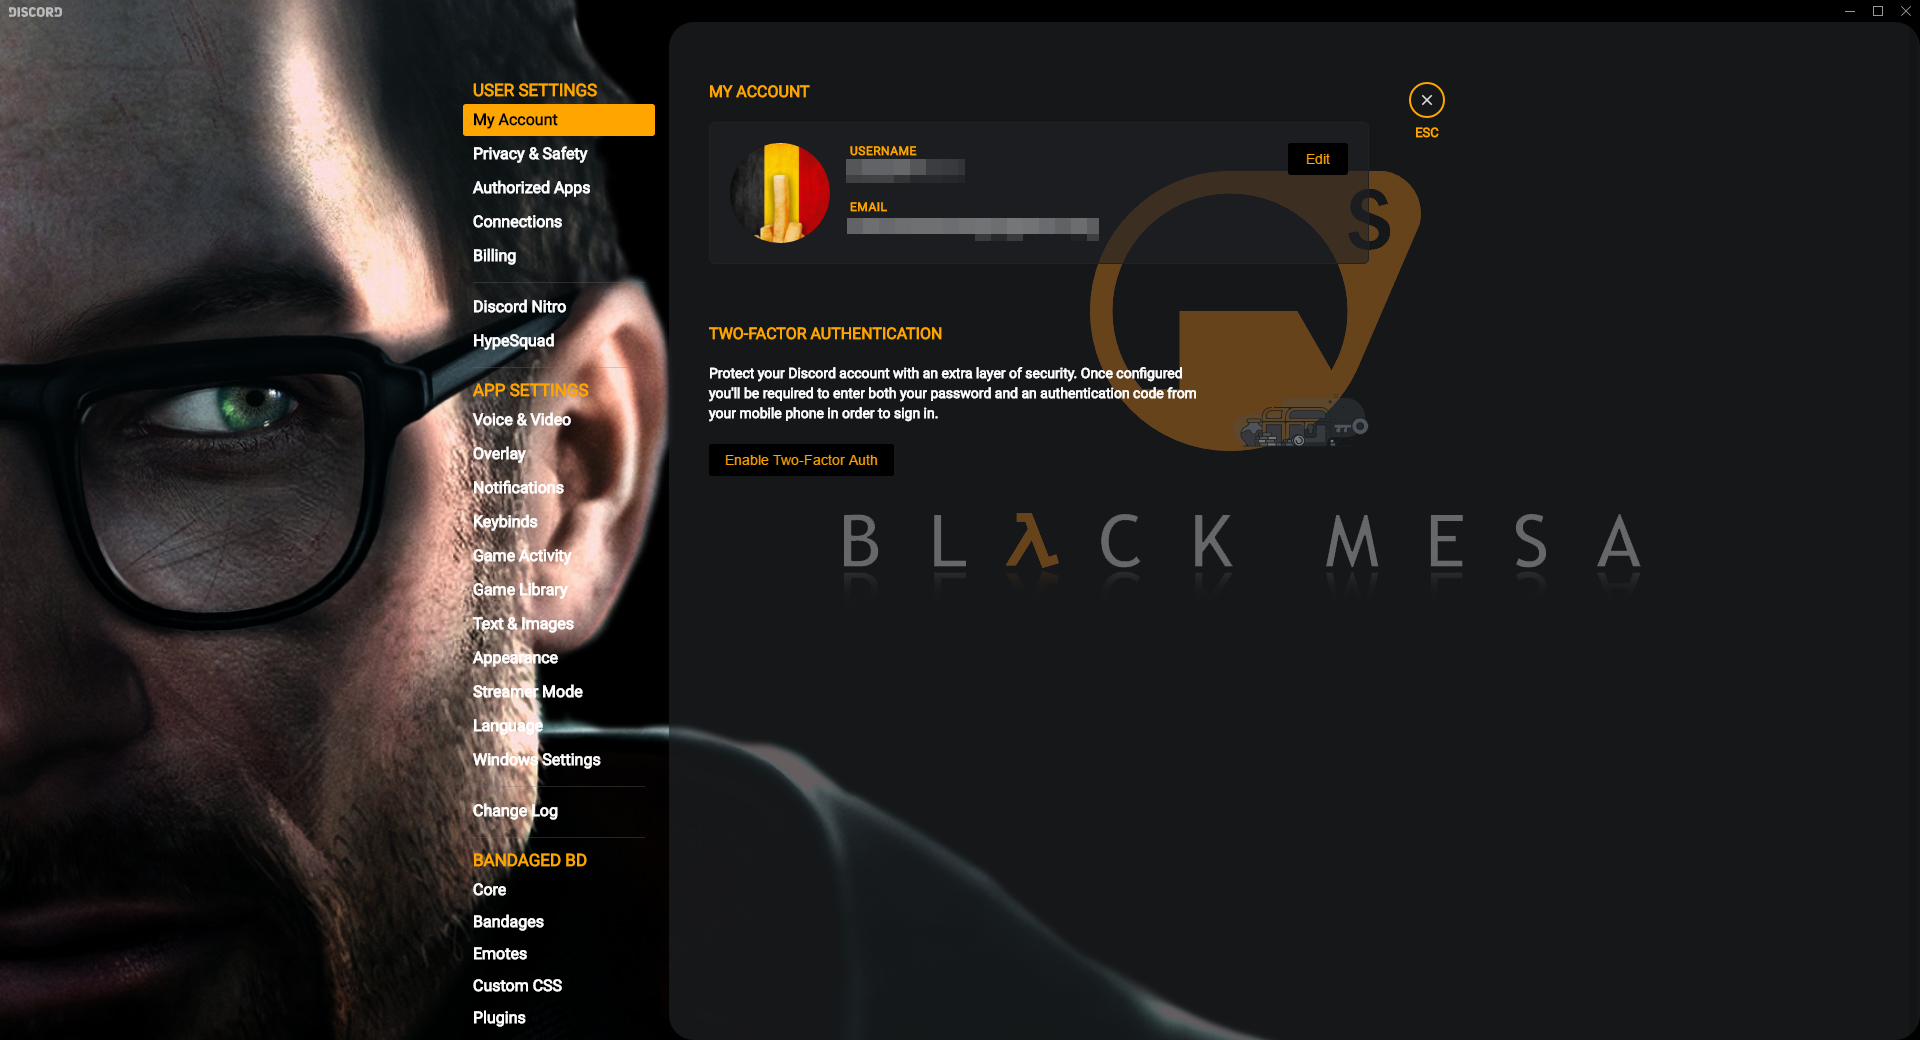 DISCORD
USER SETTINGS
My Account
Privacy & Safety
Authorized Apps
Connections
Billing
Discord Nitro
HypeSquad
APP SETTINGS
Voice & Video
Overlay
Notifications
Keybinds
Game Activity
Game Library
Text & Images
Appearance
Streamer Mode
Language
Windows Settings
Change Log
BANDAGED BD
Core
Bandages
Emotes
Custom CSS
Plugins
MY ACCOUNT
USERNAME
Edit
EMAIL
ESC
S
TWO-FACTOR AUTHENTICATION
Protect your Discord account with an extra layer of security. Once configured
you'll be required to enter both your password and an authentication code from
your mobile phone in order to sign in.
Enable Two-Factor Auth
BLλCK MESA